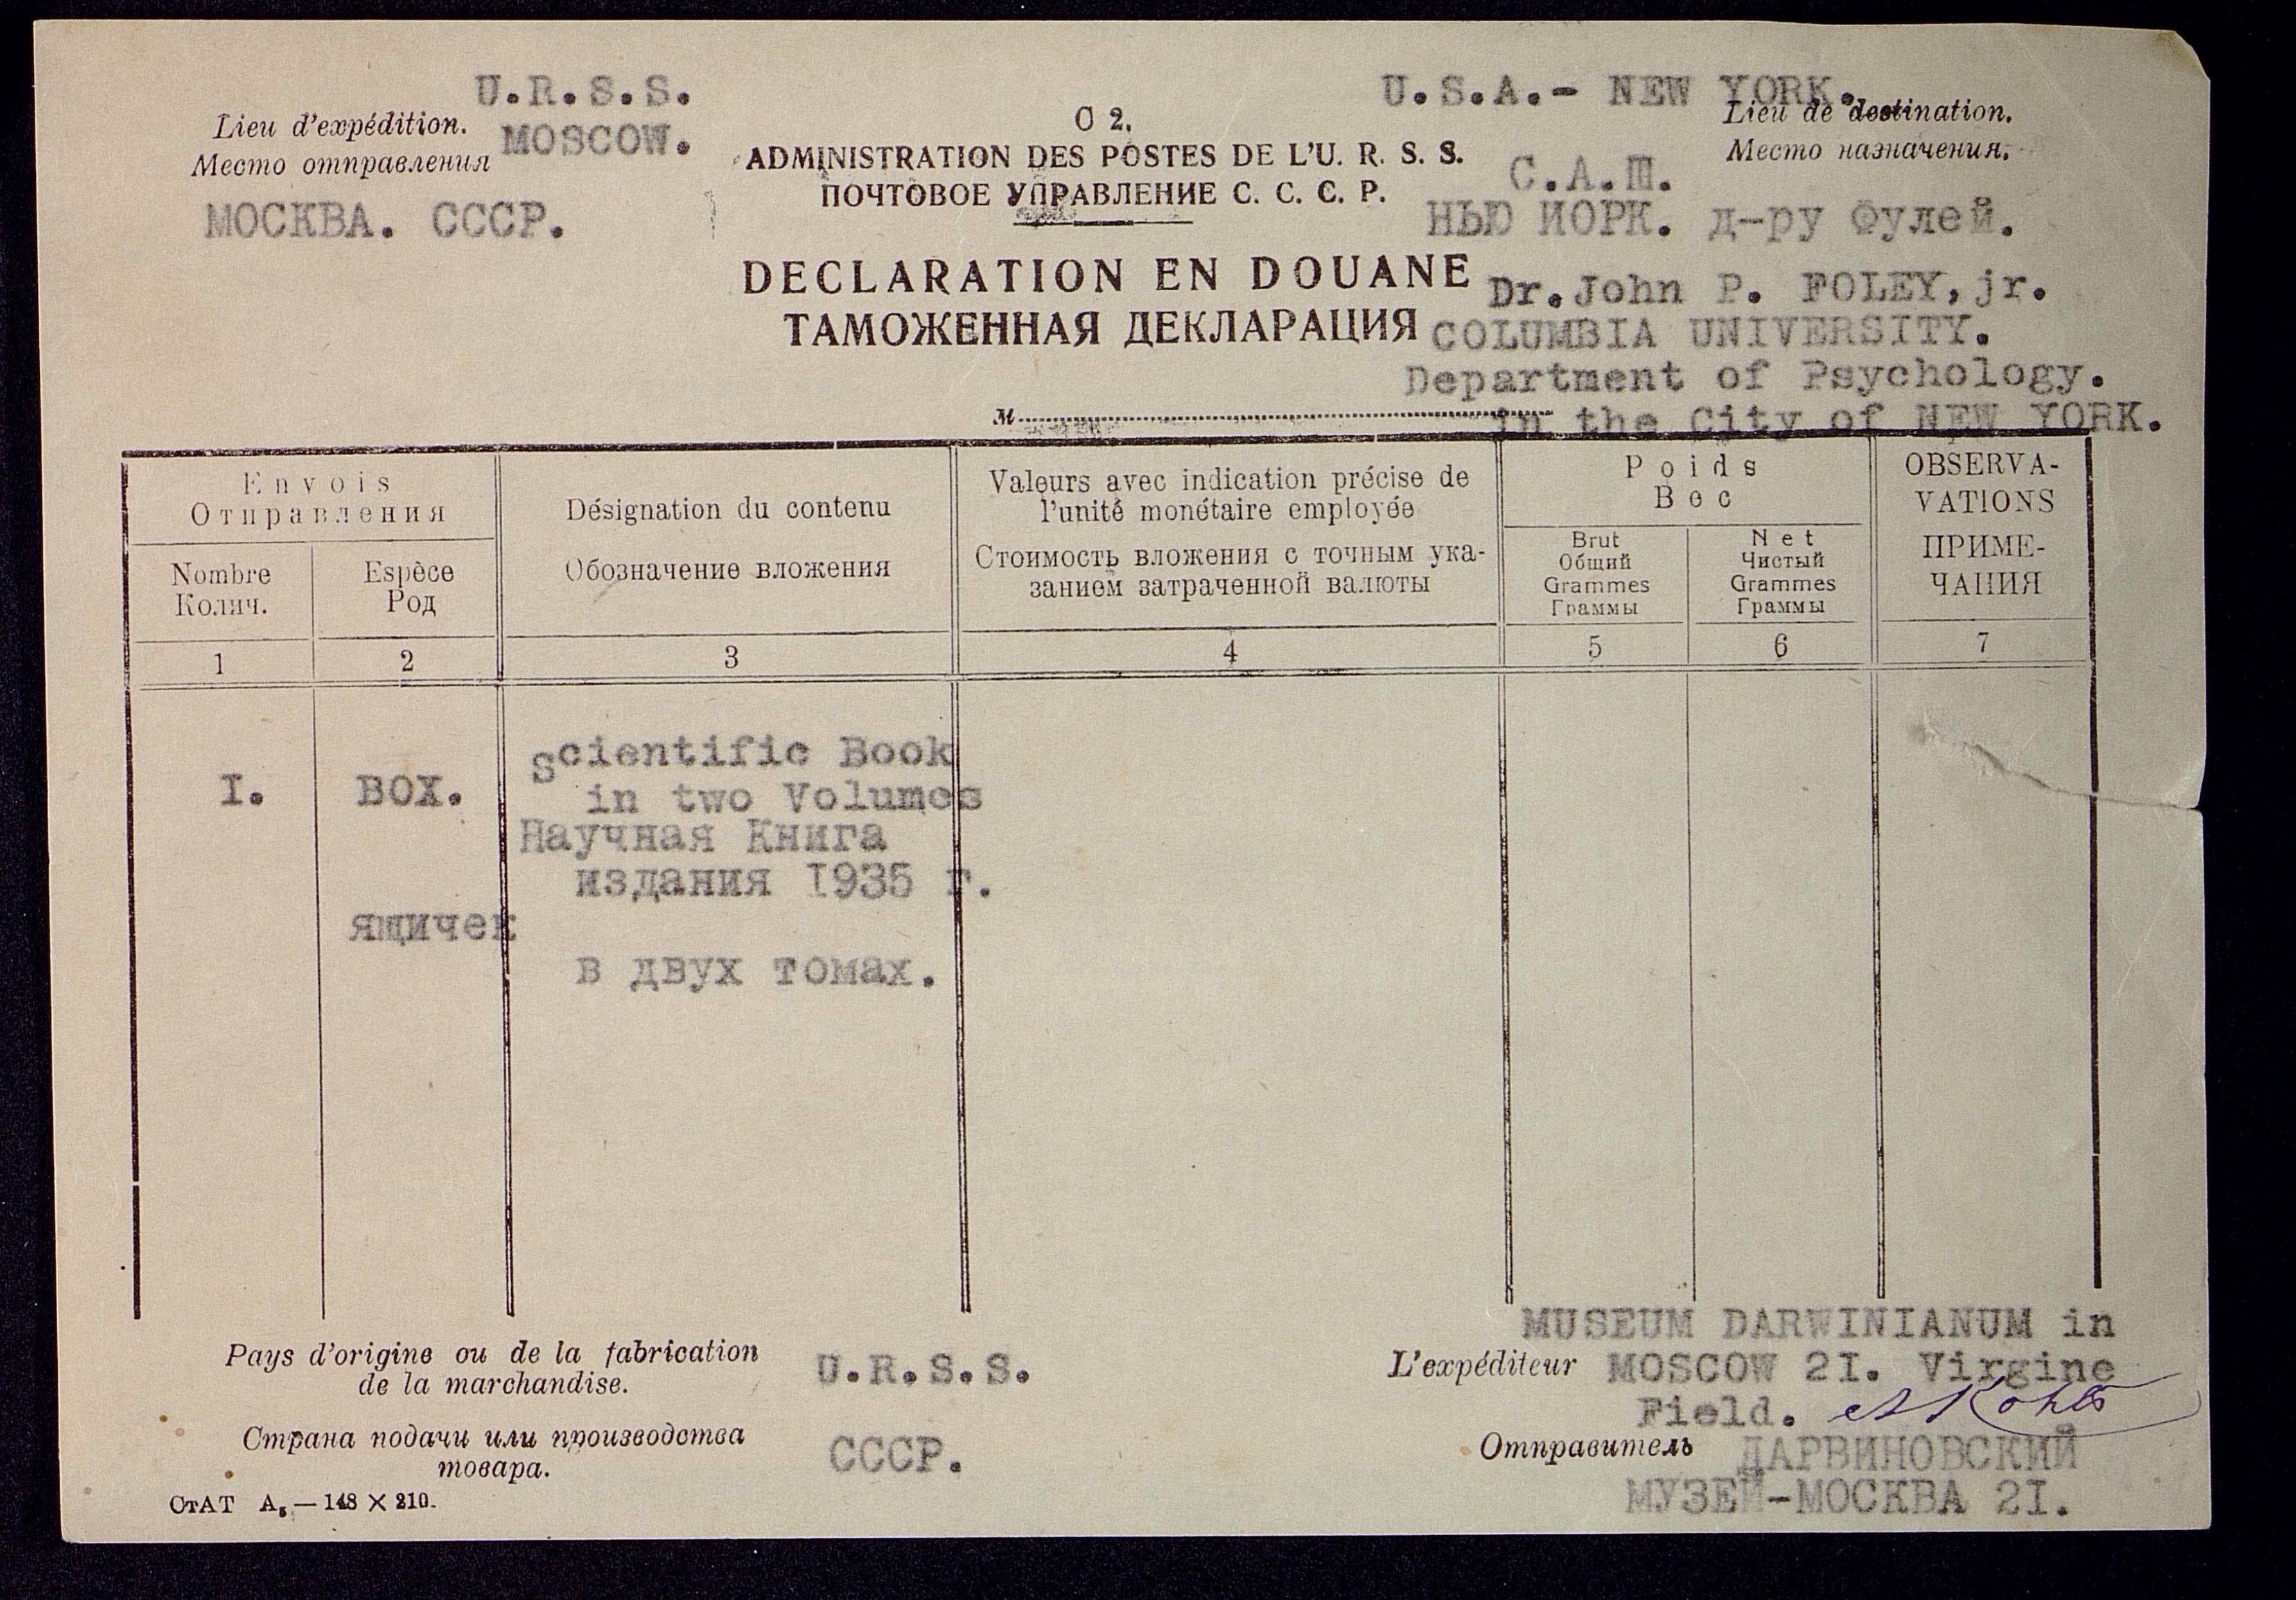 U.R.S.S.
Lieu d'expédition. MOSCOW.
Место отправления
МОСКВА. СССР.
C 2.
ADMINISTRATION DES POSTES DE L'U. R. S. S.
ПОЧТОВОЕ УПРАВЛЕНИЕ С. С. С. Р.
DECLARATION EN DOUANE
ТАМОЖЕННАЯ ДЕКЛАРАЦИЯ
U.S.A.- NEW YORK.
Lieu de destination.
Место назначения.
С.А.Ш.
НЬЮ ИОРК. д-ру Фулей.
Dr.John P. FOLEY,jr.
COLUMBIA UNIVERSITY.
Department of Psychology.
in the City of NEW YORK.
M
Envois
Отправления
Nombre
Колич.
Espèce
Род
Désignation du contenu
Обозначение вложения
Valeurs avec indication précise de
l'unité monétaire employée
Стоимость вложения с точным ука-
занием затраченной валюты
Poids
Вес
Brut
Общий
Grammes
Граммы
Net
Чистый
Grammes
Граммы
OBSERVA-
VATIONS
ПРИМЕ-
ЧАНИЯ
1 2 3 4 5 6 7
I. BOX.
Scientific Book
in two Volumes
Научная Книга
издания 1935 г.
ящичек
в двух томах.
Pays d'origine ou de la fabrication
de la marchandise.
U.R.S.S.
Страна подачи или производства
товара.
СССР.
СтАТ А₅ — 148 × 210.
MUSEUM DARWINIANUM in
L'expéditeur MOSCOW 2I. Virgine
Field.
Отправитель ДАРВИНОВСКИЙ
МУЗЕЙ-МОСКВА 2I.